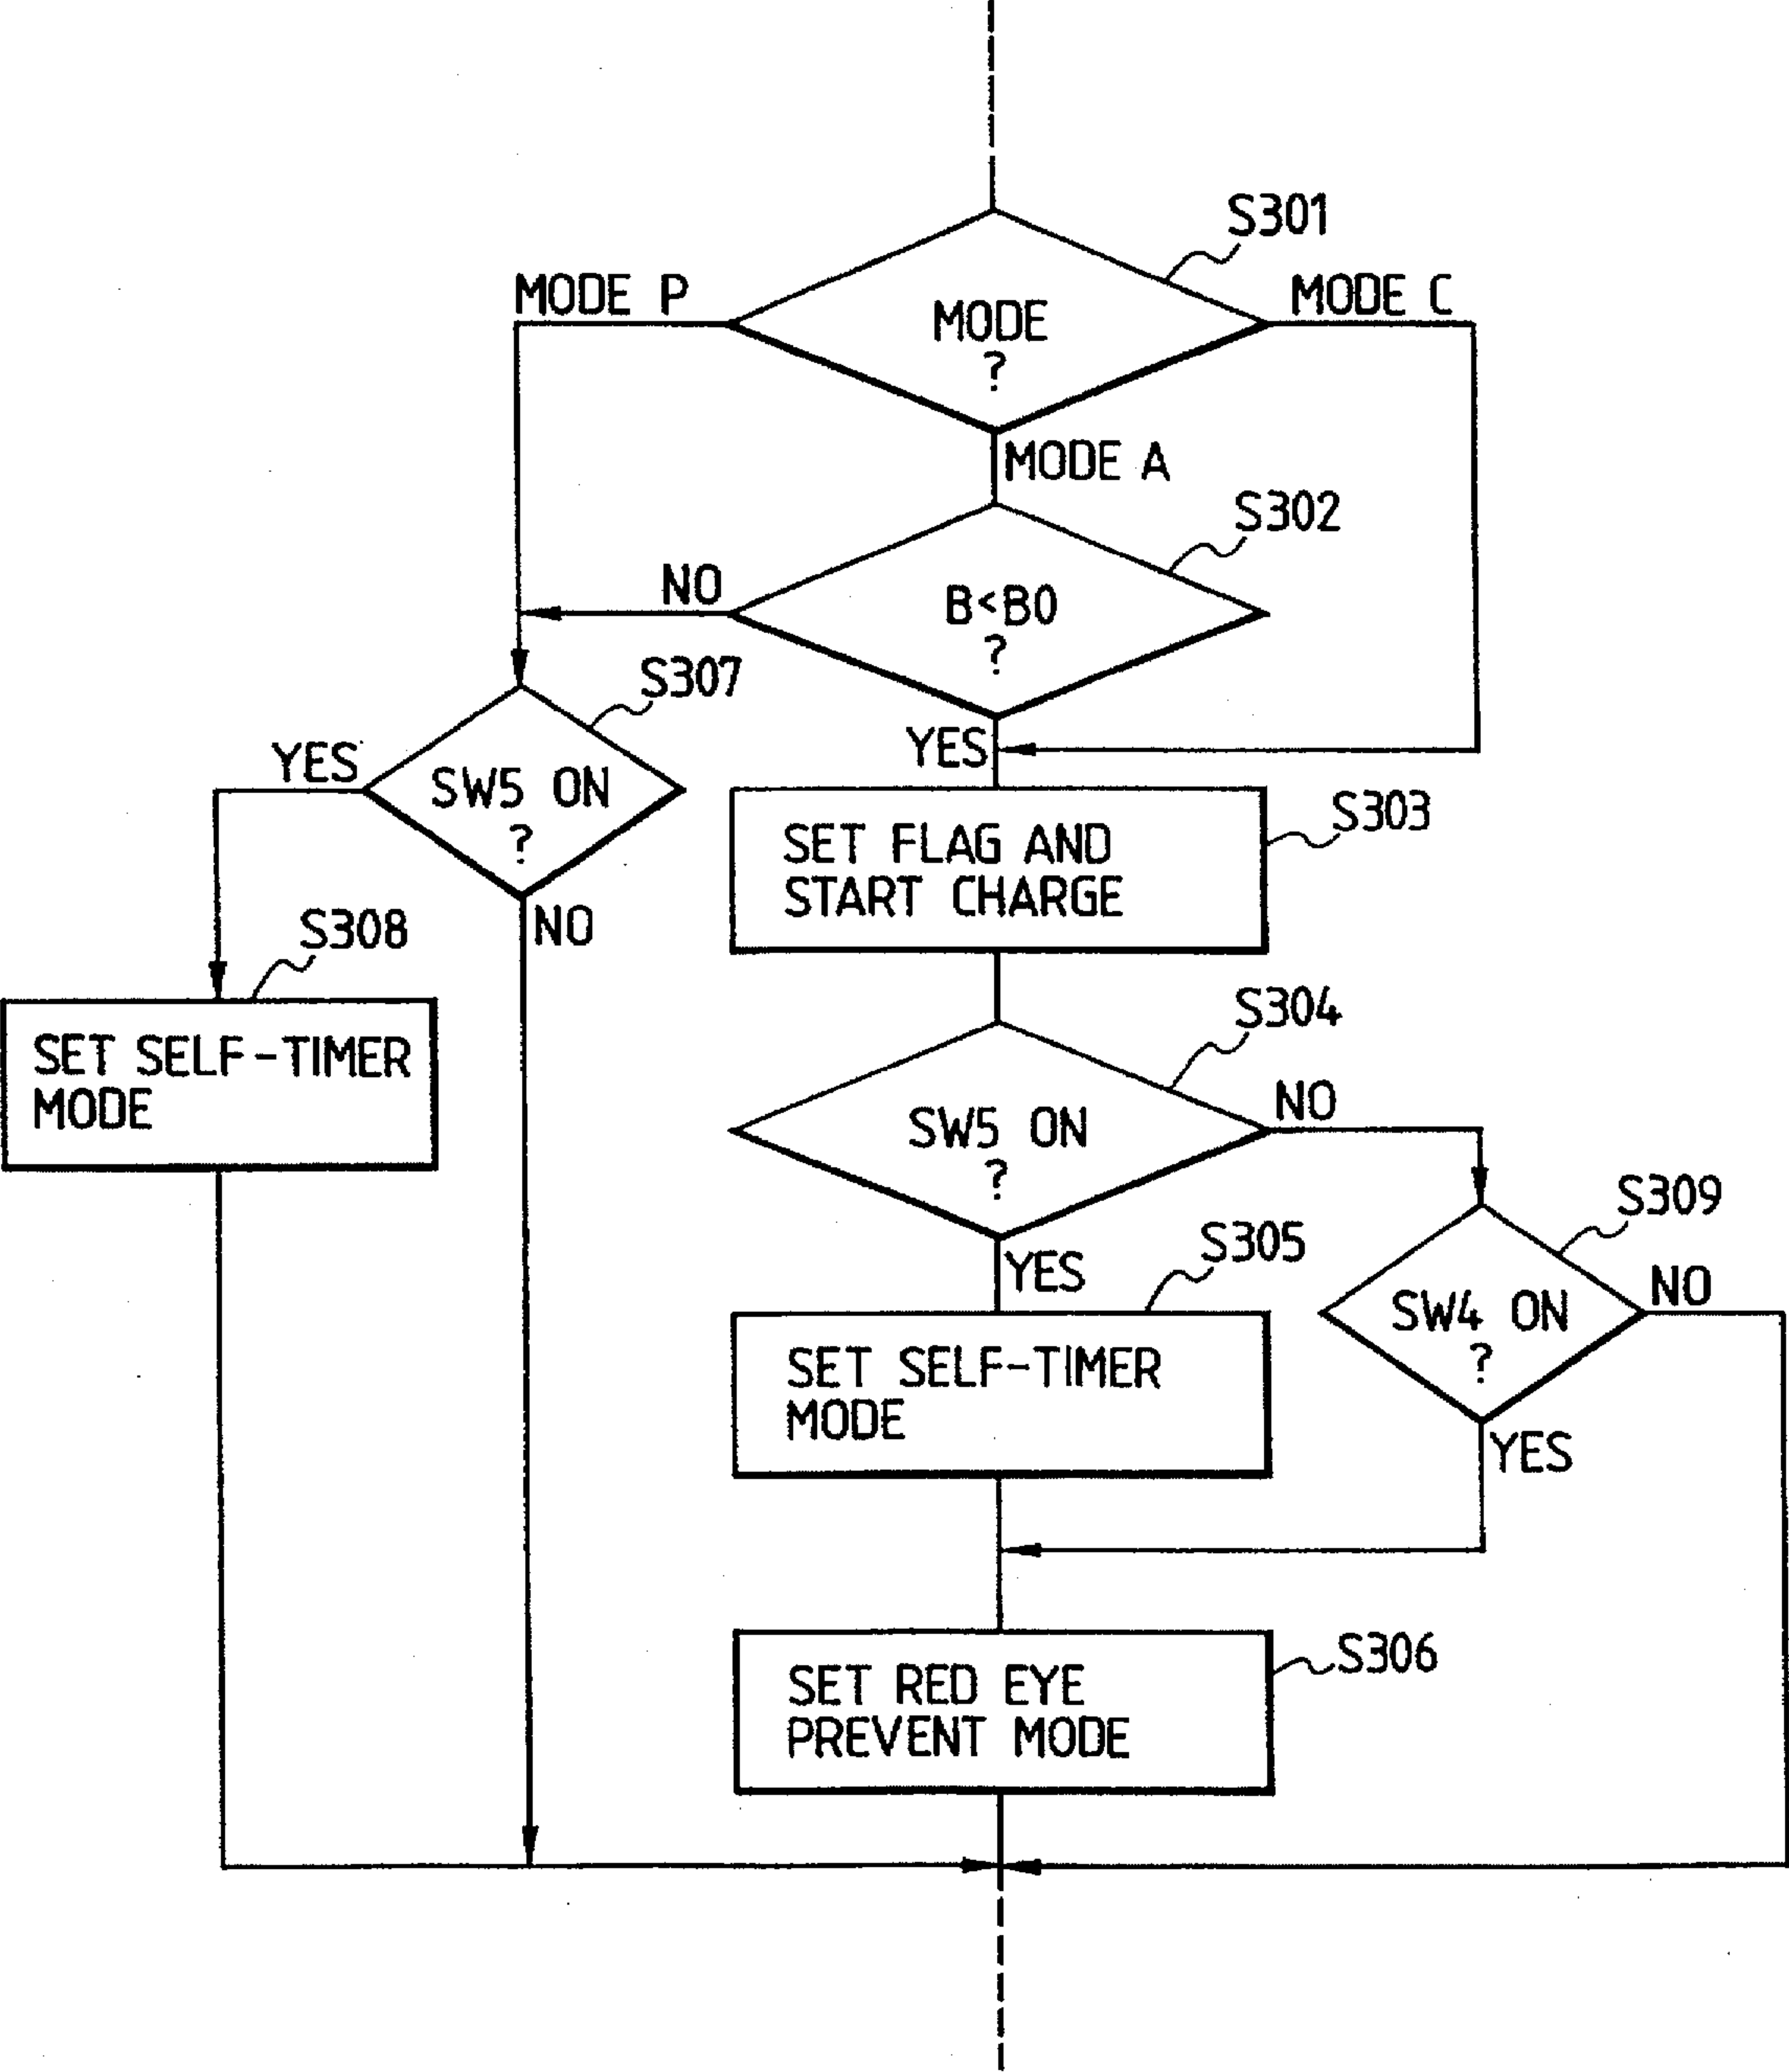 S301
MODE P
MODE C
MODE
?
MODE A
S302
NO
B<B0
?
S307
YES
YES
SW5 ON
?
S303
SET FLAG AND
START CHARGE
S308
NO
S304
SET SELF-TIMER
MODE
NO
SW5 ON
?
S309
S305
YES
NO
SW4 ON
?
SET SELF-TIMER
MODE
YES
S306
SET RED EYE
PREVENT MODE